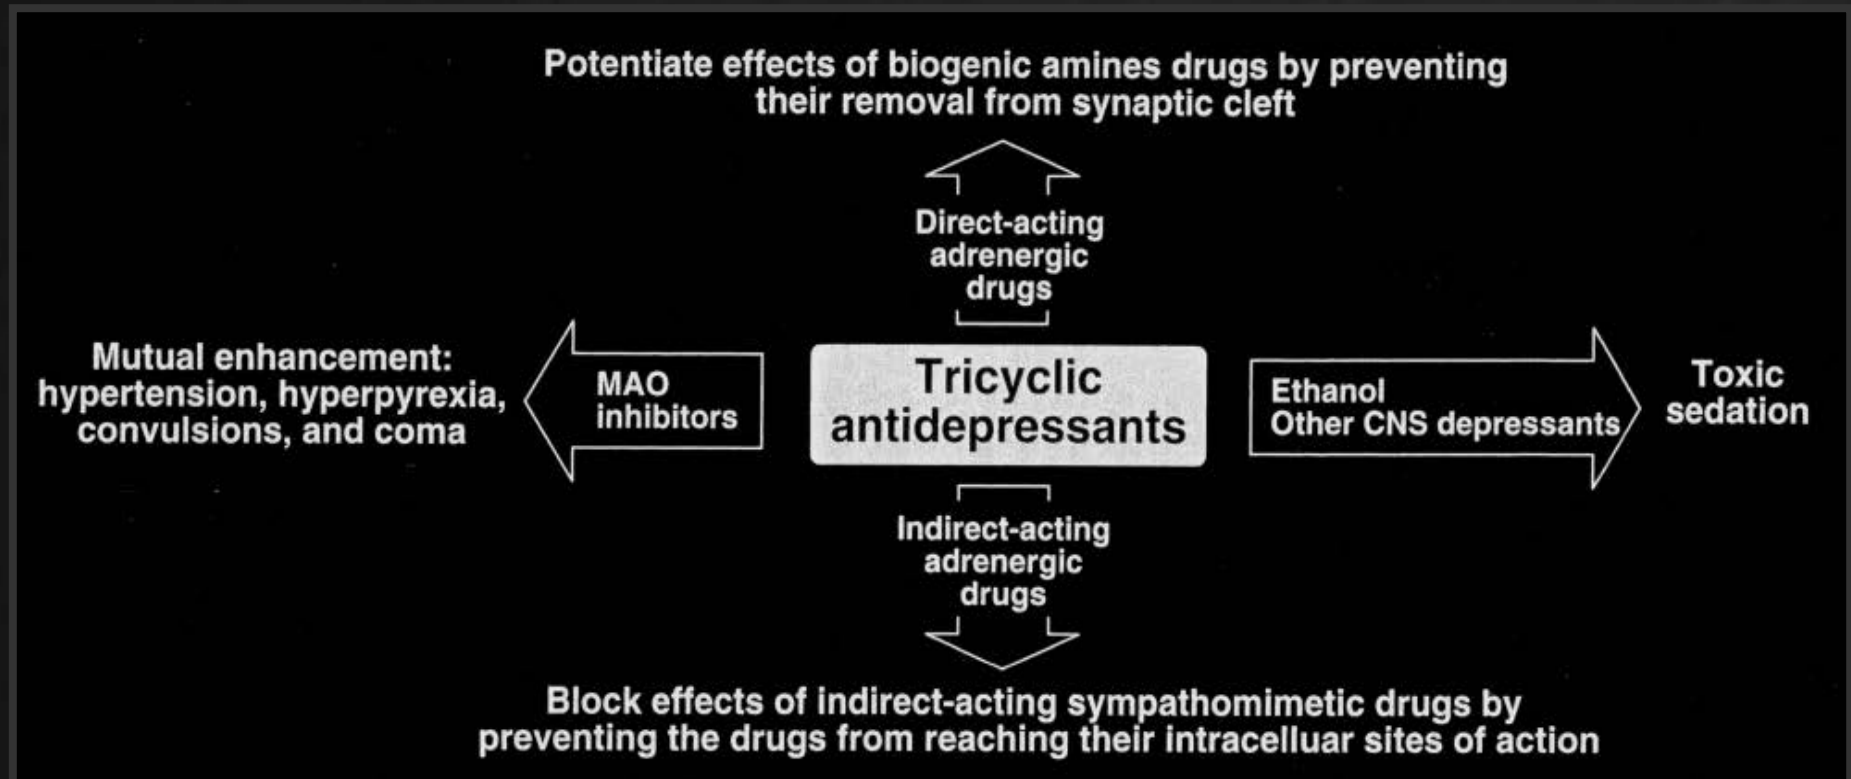 Potentiate effects of biogenic amines drugs by preventing
their removal from synaptic cleft
Direct-acting
adrenergic
drugs
Mutual enhancement:
hypertension, hyperpyrexia,
convulsions, and coma
MAO
inhibitors
Tricyclic
antidepressants
Ethanol
Other CNS depressants
Toxic
sedation
Indirect-acting
adrenergic
drugs
Block effects of indirect-acting sympathomimetic drugs by
preventing the drugs from reaching their intracelluar sites of action